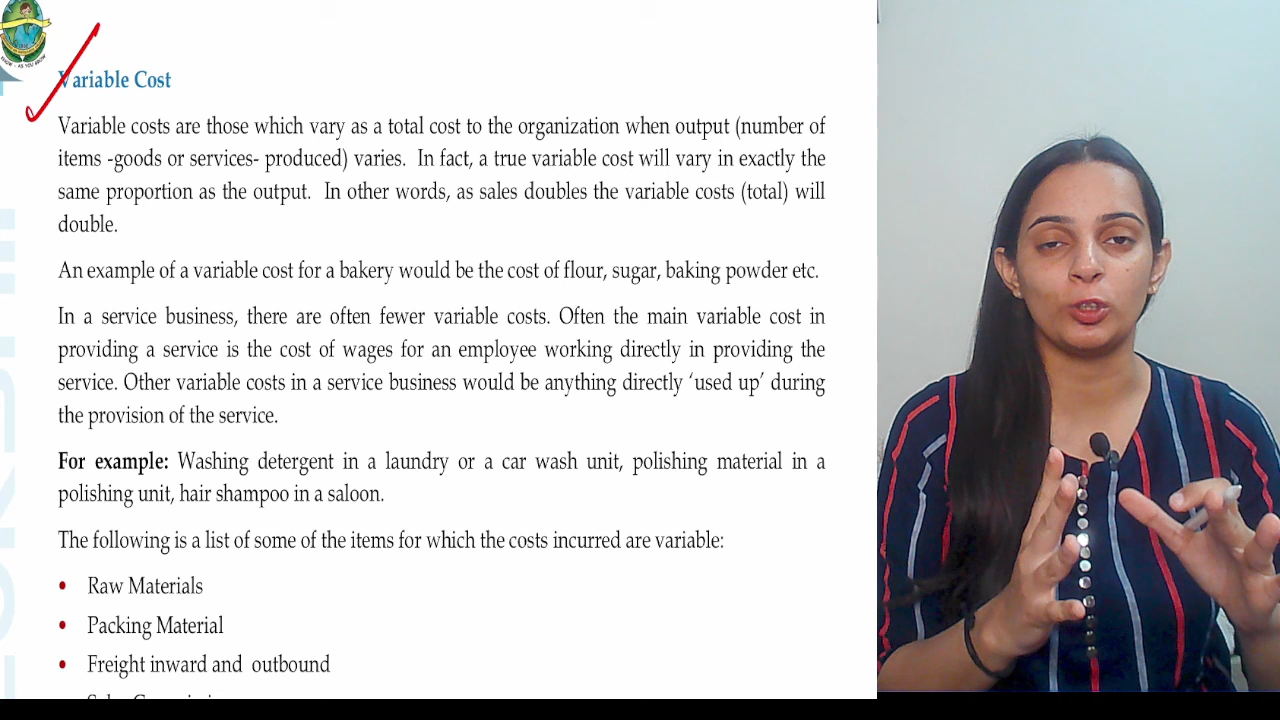 Variable Cost
Variable costs are those which vary as a total cost to the organization when output (number of
items -goods or services- produced) varies. In fact, a true variable cost will vary in exactly the
same proportion as the output. In other words, as sales doubles the variable costs (total) will
double.
An example of a variable cost for a bakery would be the cost of flour, sugar, baking powder etc.
In a service business, there are often fewer variable costs. Often the main variable cost in
providing a service is the cost of wages for an employee working directly in providing the
service. Other variable costs in a service business would be anything directly ‘used up’ during
the provision of the service.
For example: Washing detergent in a laundry or a car wash unit, polishing material in a
polishing unit, hair shampoo in a saloon.
The following is a list of some of the items for which the costs incurred are variable:
• Raw Materials
• Packing Material
• Freight inward and outbound